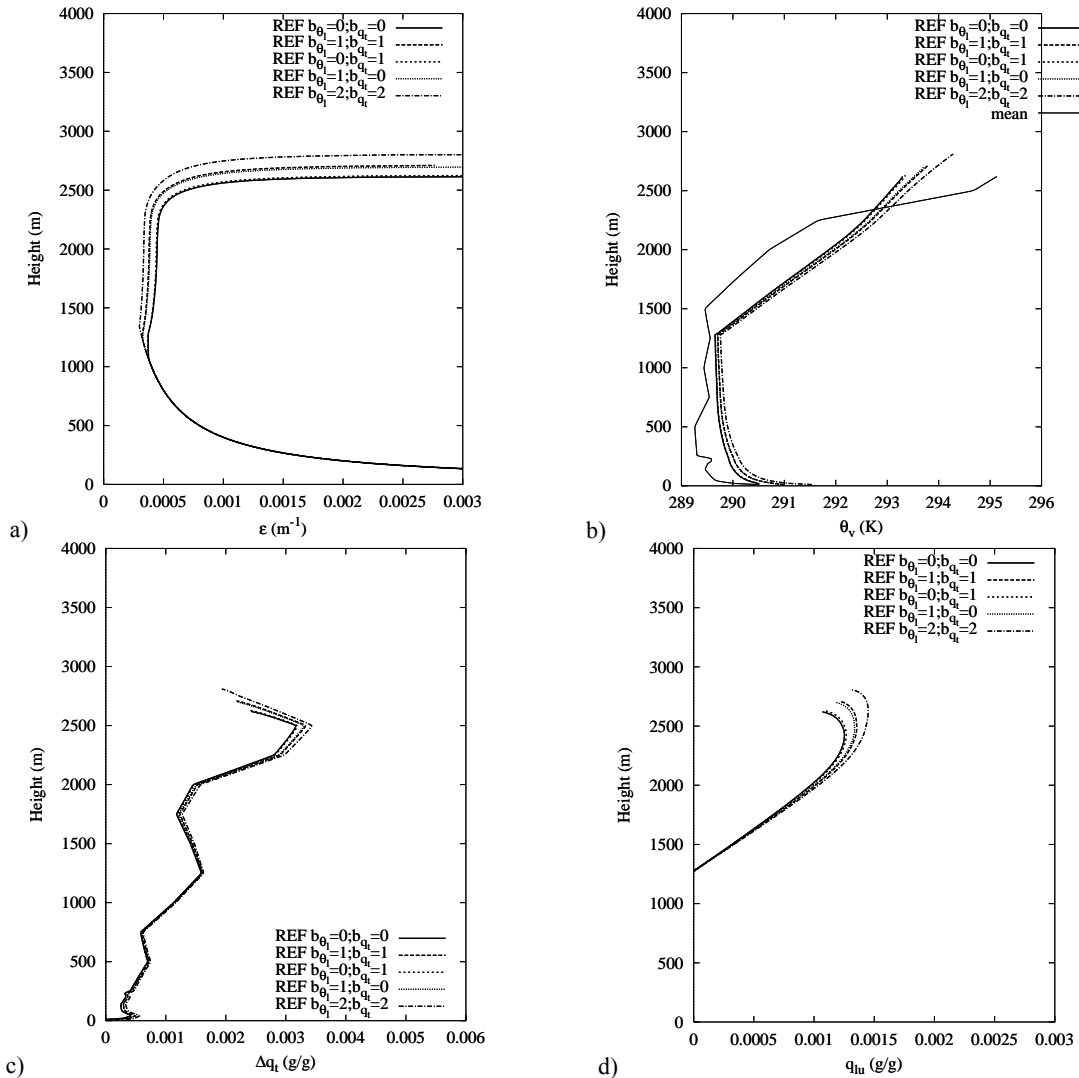 4000
3500
3000
2500
2000
1500
1000
500
0
Height (m)
REF bθl=0;bqt=0
REF bθl=1;bqt=1
REF bθl=0;bqt=1
REF bθl=1;bqt=0
REF bθl=2;bqt=2
0 0.0005 0.001 0.0015 0.002 0.0025 0.003
ε (m-1)
a)
4000
3500
3000
2500
2000
1500
1000
500
0
Height (m)
REF bθl=0;bqt=0
REF bθl=1;bqt=1
REF bθl=0;bqt=1
REF bθl=1;bqt=0
REF bθl=2;bqt=2
mean
289 290 291 292 293 294 295 296
θv (K)
b)
4000
3500
3000
2500
2000
1500
1000
500
0
Height (m)
REF bθl=0;bqt=0
REF bθl=1;bqt=1
REF bθl=0;bqt=1
REF bθl=1;bqt=0
REF bθl=2;bqt=2
0 0.001 0.002 0.003 0.004 0.005 0.006
Δqt (g/g)
c)
4000
3500
3000
2500
2000
1500
1000
500
0
Height (m)
REF bθl=0;bqt=0
REF bθl=1;bqt=1
REF bθl=0;bqt=1
REF bθl=1;bqt=0
REF bθl=2;bqt=2
0 0.0005 0.001 0.0015 0.002 0.0025 0.003
qlu (g/g)
d)